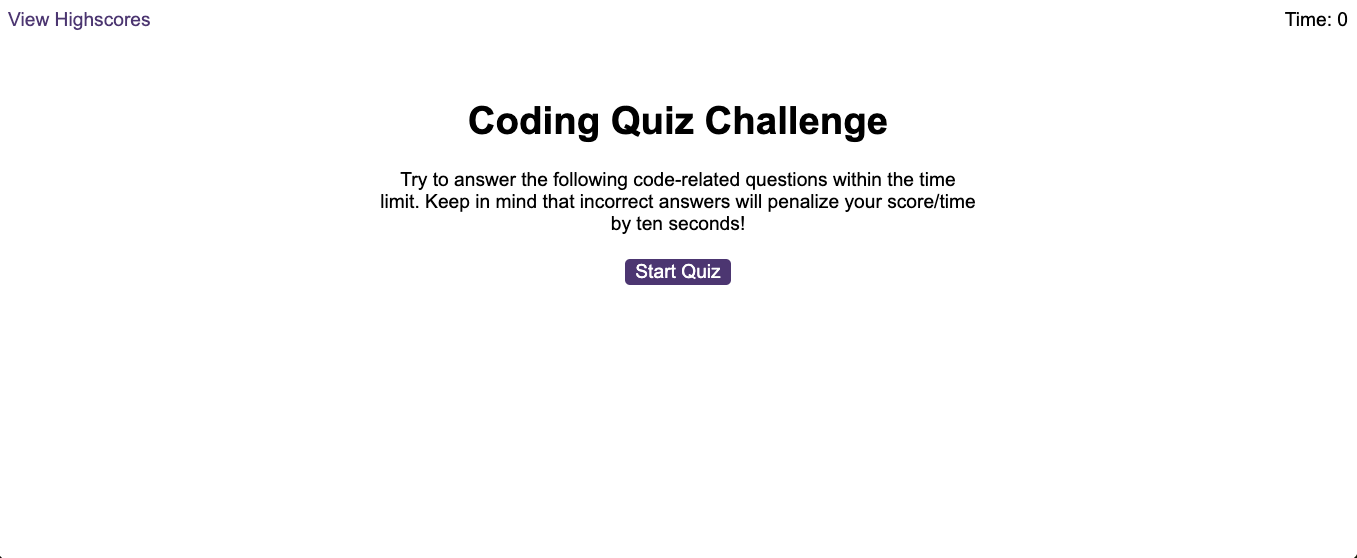 View Highscores
Time: 0
Coding Quiz Challenge
Try to answer the following code-related questions within the time
limit. Keep in mind that incorrect answers will penalize your score/time
by ten seconds!
Start Quiz